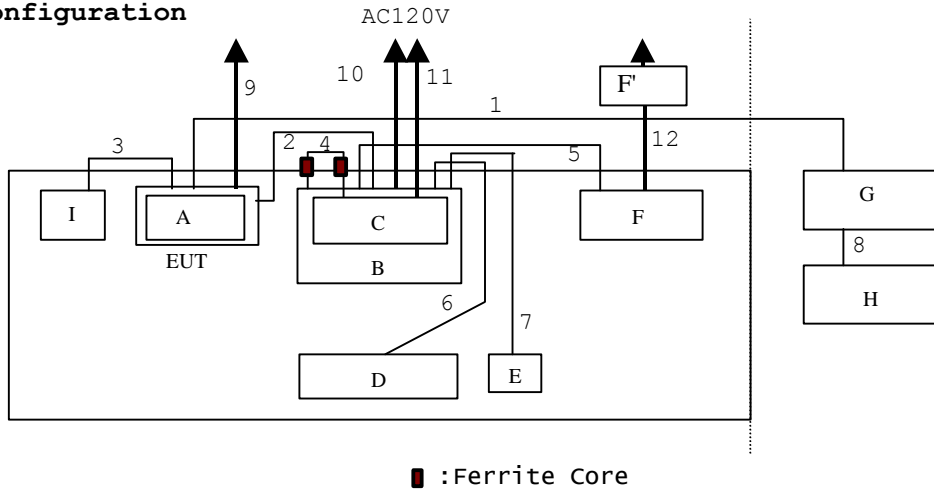 onfiguration
AC120V
10
11
9
F'
1
12
3
2
4
5
I
A
C
F
G
EUT
B
8
6
H
7
D
E
:Ferrite Core